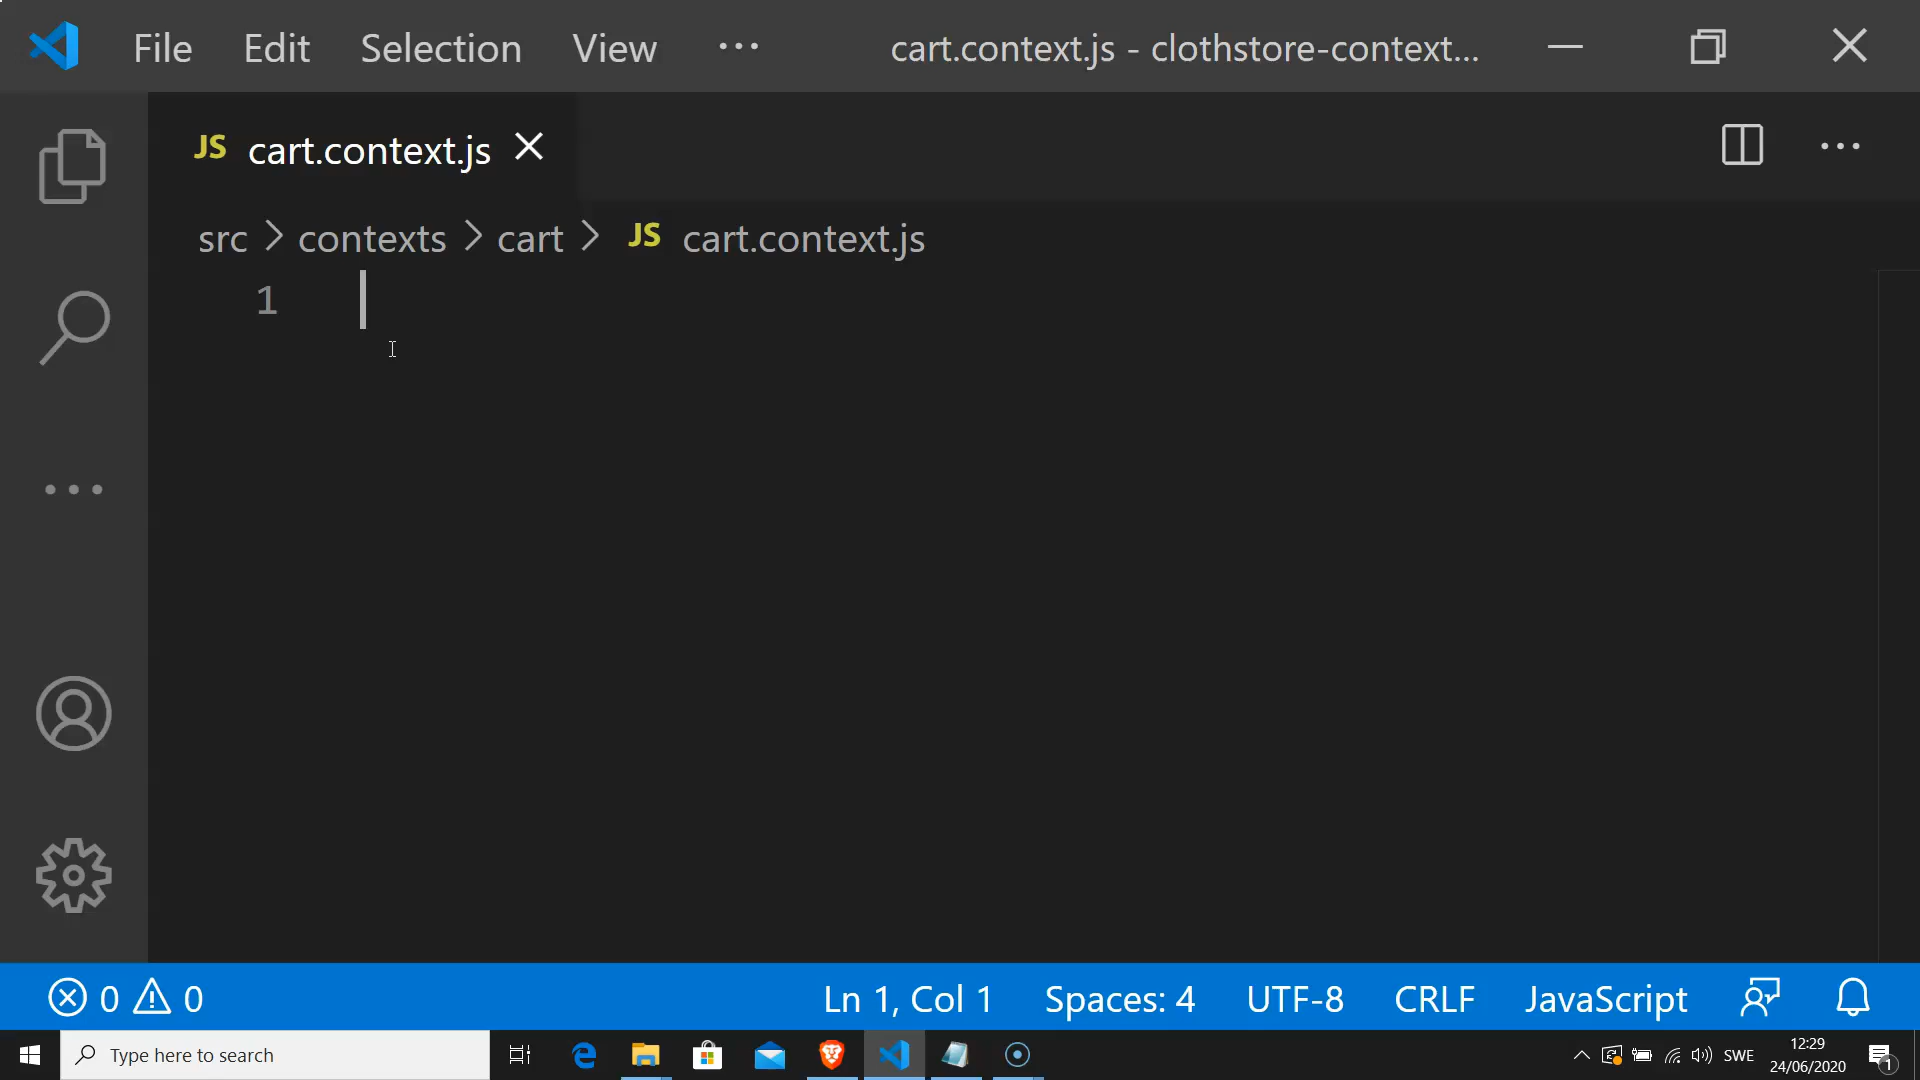 File Edit Selection View ··· cart.context.js - clothstore-context...
JS cart.context.js
src > contexts > cart > JS cart.context.js
1
0 0 Ln 1, Col 1 Spaces: 4 UTF-8 CRLF JavaScript
Type here to search SWE 12:29
24/06/2020 1